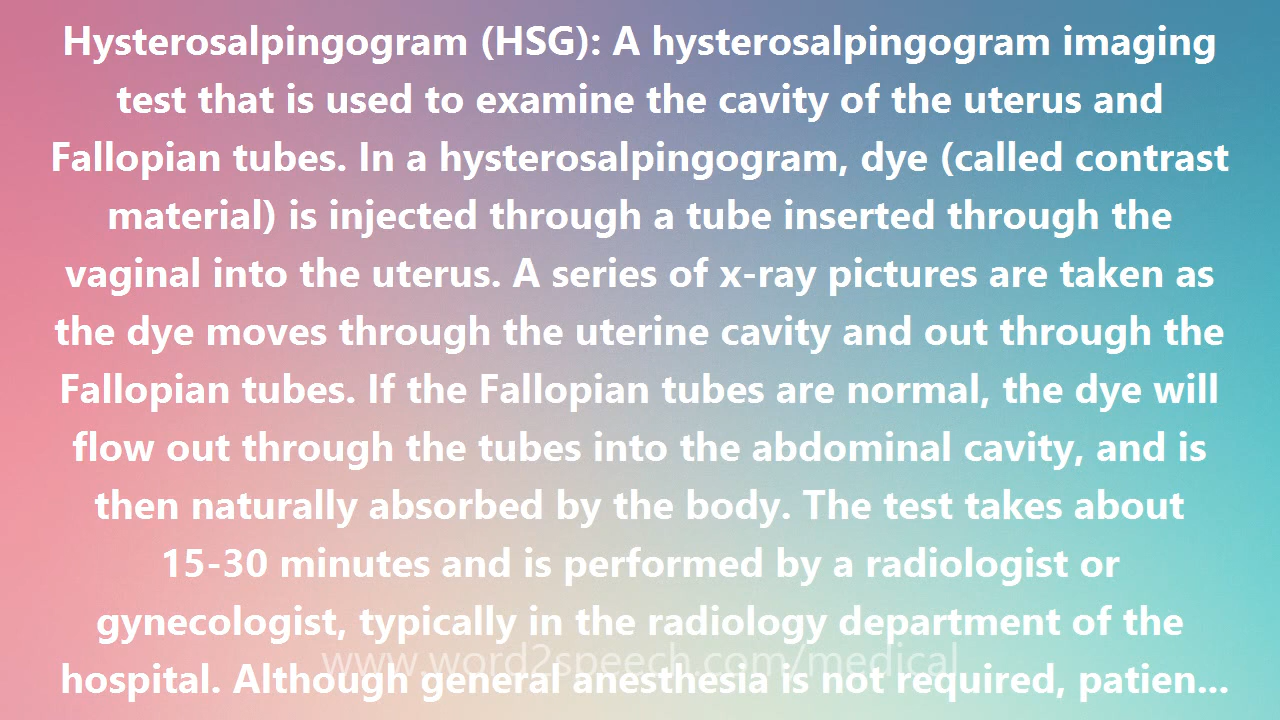 Hysterosalpingogram (HSG): A hysterosalpingogram imaging
test that is used to examine the cavity of the uterus and
Fallopian tubes. In a hysterosalpingogram, dye (called contrast
material) is injected through a tube inserted through the
vaginal into the uterus. A series of x-ray pictures are taken as
the dye moves through the uterine cavity and out through the
Fallopian tubes. If the Fallopian tubes are normal, the dye will
flow out through the tubes into the abdominal cavity, and is
then naturally absorbed by the body. The test takes about
15-30 minutes and is performed by a radiologist or
gynecologist, typically in the radiology department of the
www.word2speech.com/medical
hospital. Although general anesthesia is not required, patien...